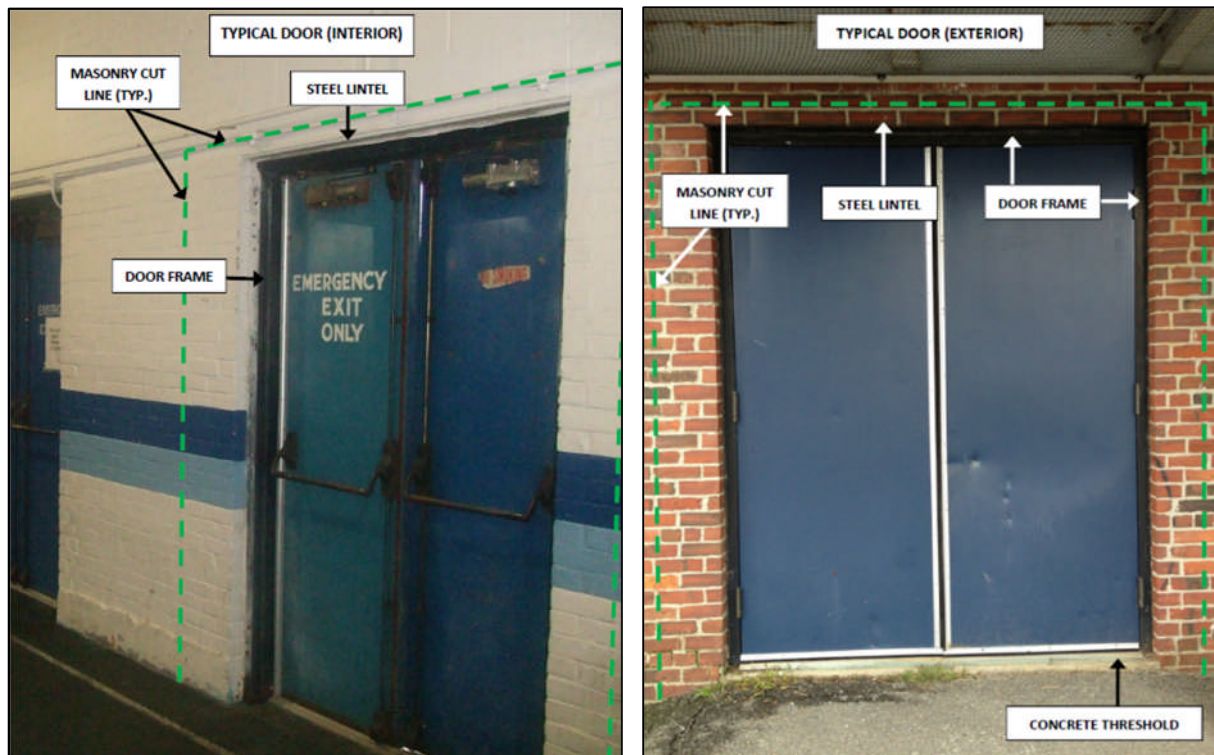 TYPICAL DOOR (INTERIOR)
MASONRY CUT
LINE (TYP.)
STEEL LINTEL
DOOR FRAME
EMERGENCY
EXIT
ONLY
TYPICAL DOOR (EXTERIOR)
MASONRY CUT
LINE (TYP.)
STEEL LINTEL
DOOR FRAME
CONCRETE THRESHOLD